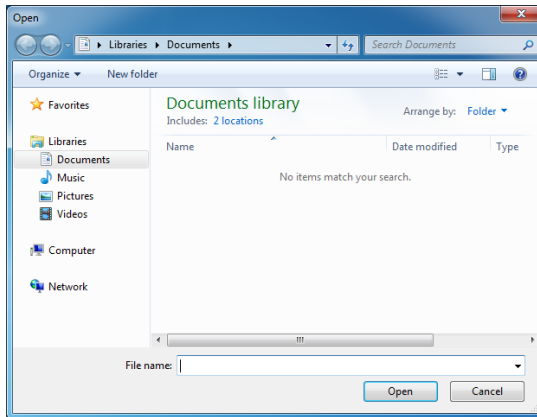 Open
Libraries Documents
Search Documents
Organize New folder
Favorites
Libraries
Documents
Music
Pictures
Videos
Computer
Network
Documents library
Includes: 2 locations
Arrange by: Folder
Name Date modified Type
No items match your search.
File name:
Open Cancel